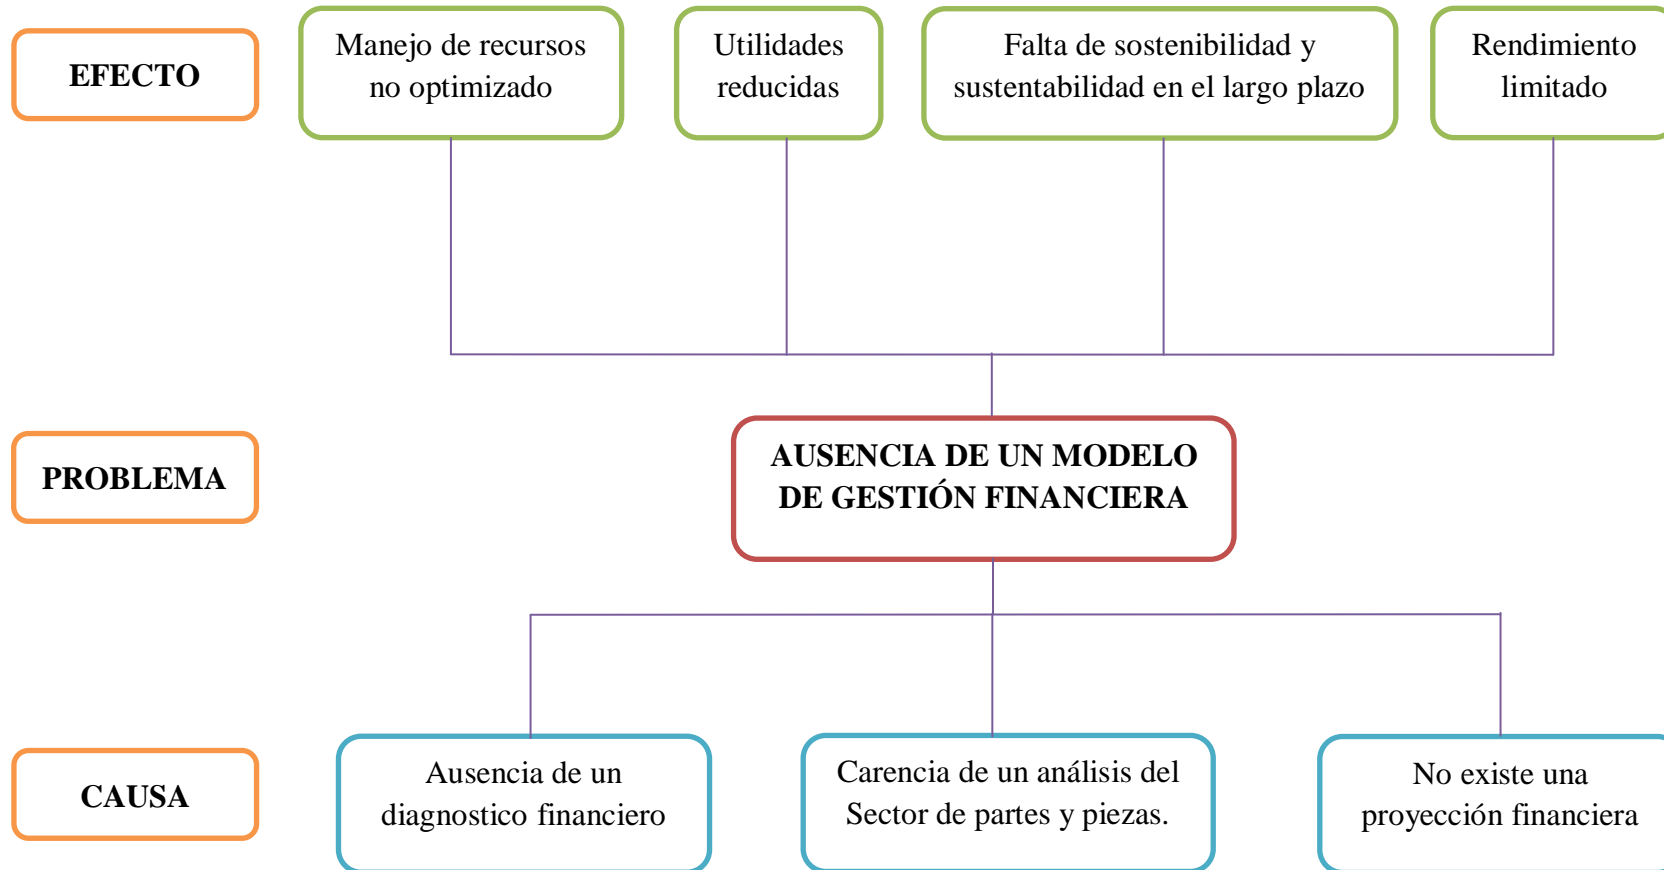 EFECTO
Manejo de recursos
no optimizado
Utilidades
reducidas
Falta de sostenibilidad y
sustentabilidad en el largo plazo
Rendimiento
limitado
PROBLEMA
AUSENCIA DE UN MODELO
DE GESTIÓN FINANCIERA
CAUSA
Ausencia de un
diagnostico financiero
Carencia de un análisis del
Sector de partes y piezas.
No existe una
proyección financiera